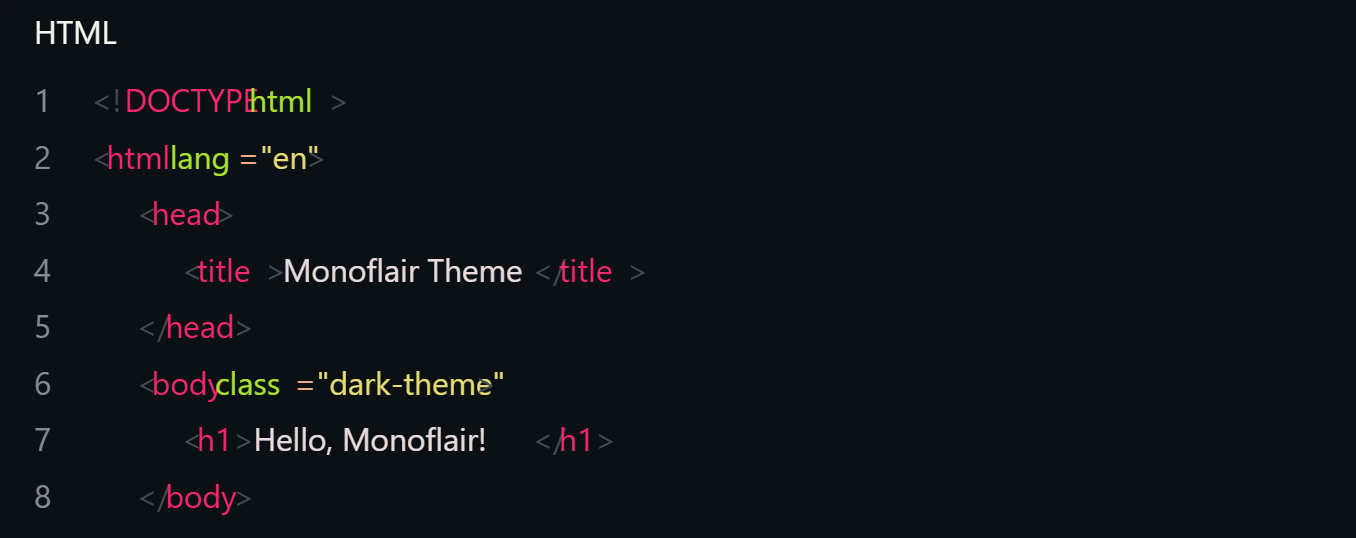 HTML
1 <!DOCTYPE html >
2 <html lang ="en">
3 <head>
4 <title >Monoflair Theme </title >
5 </head>
6 <body class ="dark-theme">
7 <h1>Hello, Monoflair! </h1>
8 </body>